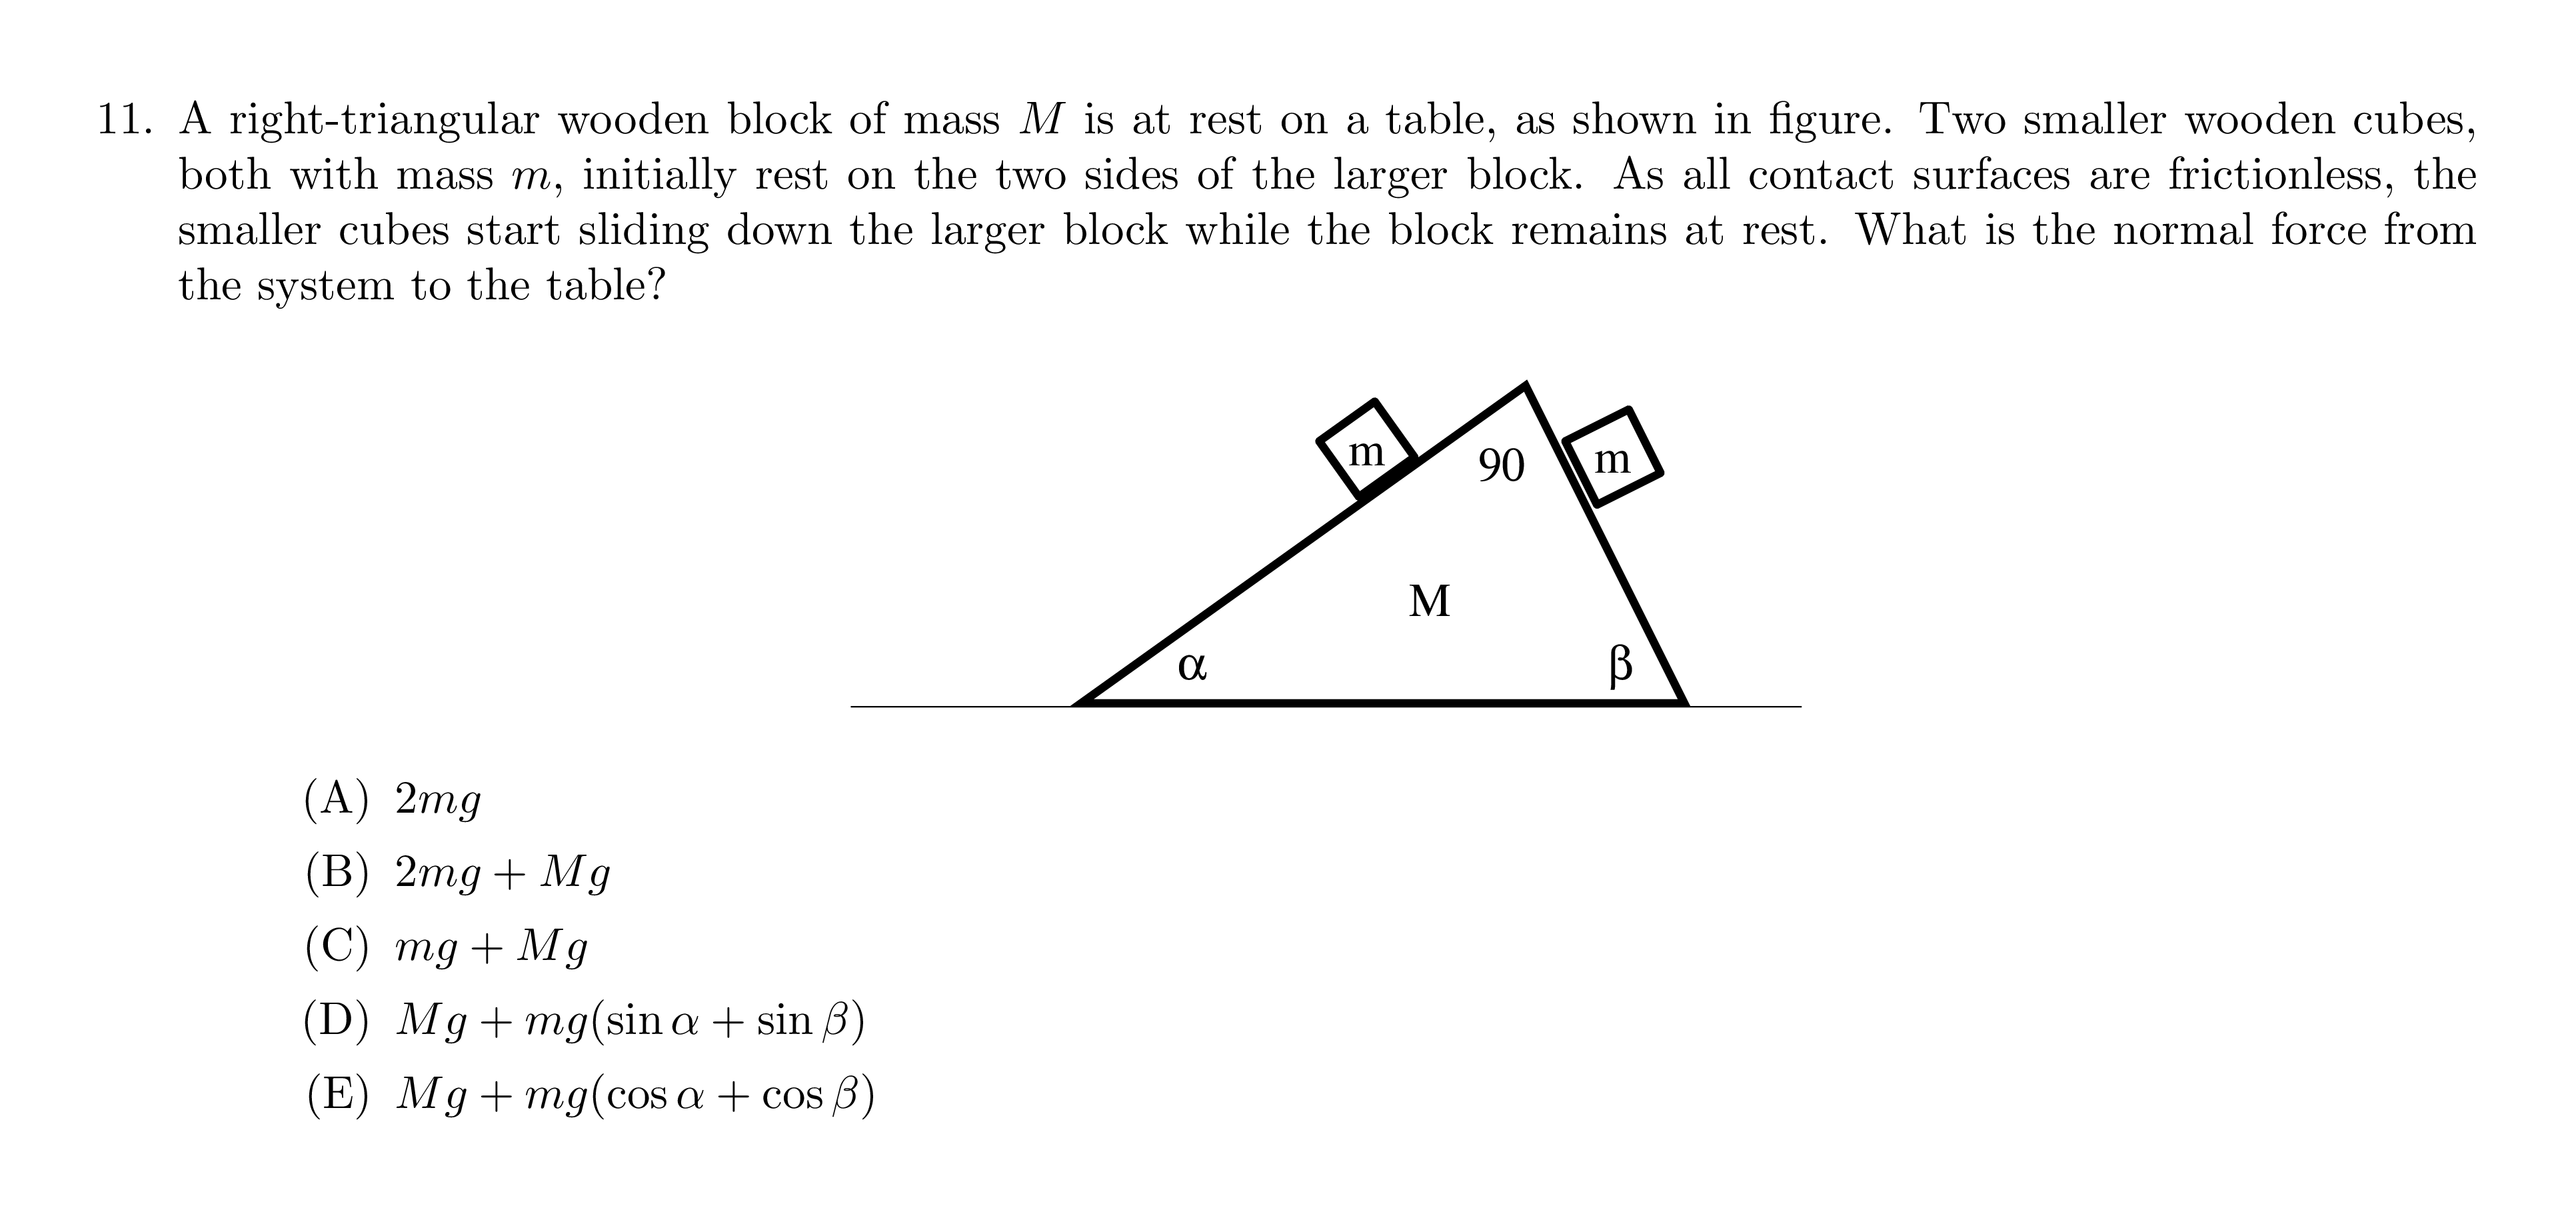 11. A right-triangular wooden block of mass M is at rest on a table, as shown in figure. Two smaller wooden cubes,
both with mass m, initially rest on the two sides of the larger block. As all contact surfaces are frictionless, the
smaller cubes start sliding down the larger block while the block remains at rest. What is the normal force from
the system to the table?
m
90
m
M
α
β
(A) 2mg
(B) 2mg + Mg
(C) mg + Mg
(D) Mg + mg(sin α + sin β)
(E) Mg + mg(cos α + cos β)